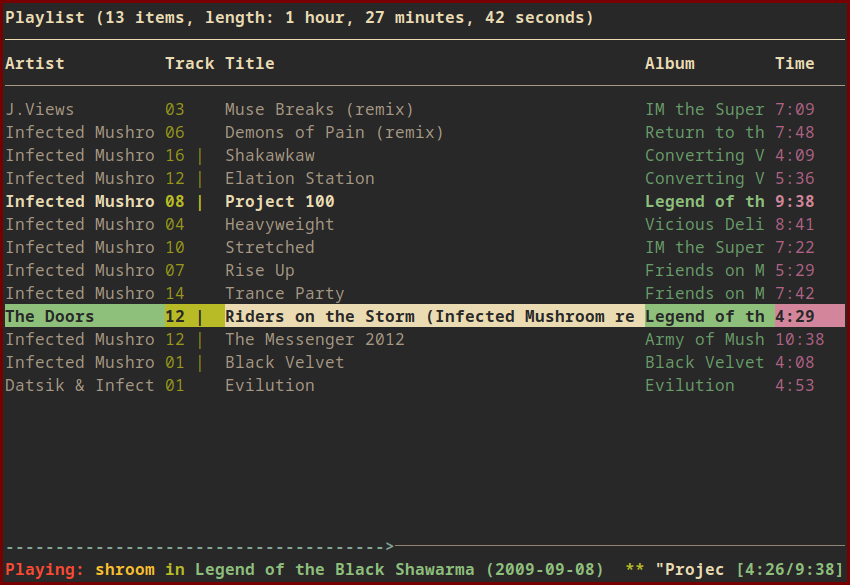 Playlist (13 items, length: 1 hour, 27 minutes, 42 seconds)
Artist Track Title Album Time
J.Views 03 Muse Breaks (remix) IM the Super 7:09
Infected Mushro 06 Demons of Pain (remix) Return to th 7:48
Infected Mushro 16 | Shakawkaw Converting V 4:09
Infected Mushro 12 | Elation Station Converting V 5:36
Infected Mushro 08 | Project 100 Legend of th 9:38
Infected Mushro 04 Heavyweight Vicious Deli 8:41
Infected Mushro 10 Stretched IM the Super 7:22
Infected Mushro 07 Rise Up Friends on M 5:29
Infected Mushro 14 Trance Party Friends on M 7:42
The Doors 12 | Riders on the Storm (Infected Mushroom re Legend of th 4:29
Infected Mushro 12 | The Messenger 2012 Army of Mush 10:38
Infected Mushro 01 | Black Velvet Black Velvet 4:08
Datsik & Infect 01 Evilution Evilution 4:53
-------------------------------------->
Playing: shroom in Legend of the Black Shawarma (2009-09-08) ** "Projec [4:26/9:38]